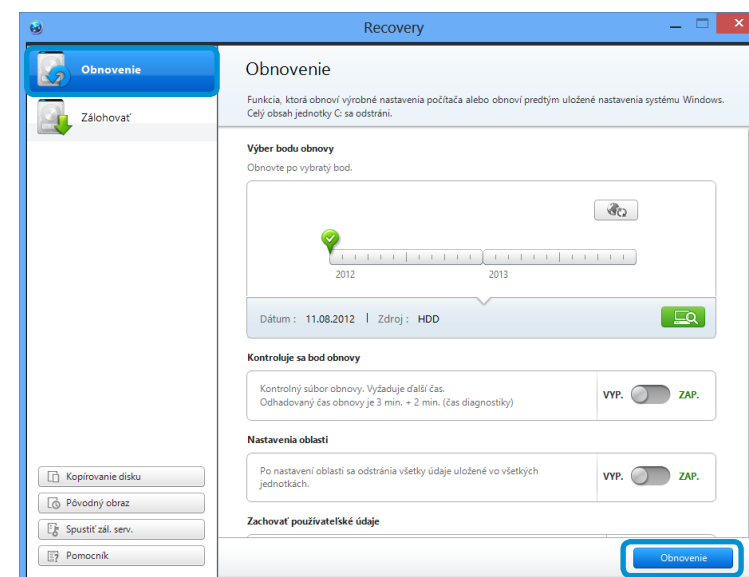 Recovery
Obnovenie
Zálohovať
Obnovenie
Funkcia, ktorá obnoví výrobné nastavenia počítača alebo obnoví predtým uložené nastavenia systému Windows.
Celý obsah jednotky C: sa odstráni.
Výber bodu obnovy
Obnovte po vybratý bod.
2012 2013
Dátum : 11.08.2012 | Zdroj : HDD
Kontroluje sa bod obnovy
Kontrolný súbor obnovy. Vyžaduje ďalší čas.
Odhadovaný čas obnovy je 3 min. + 2 min. (čas diagnostiky)
VYP. ZAP.
Nastavenia oblasti
Po nastavení oblasti sa odstránia všetky údaje uložené vo všetkých
jednotkách.
VYP. ZAP.
Zachovať používateľské údaje
Kopírovanie disku
Pôvodný obraz
Spustiť zál. serv.
Pomocník
Obnovenie